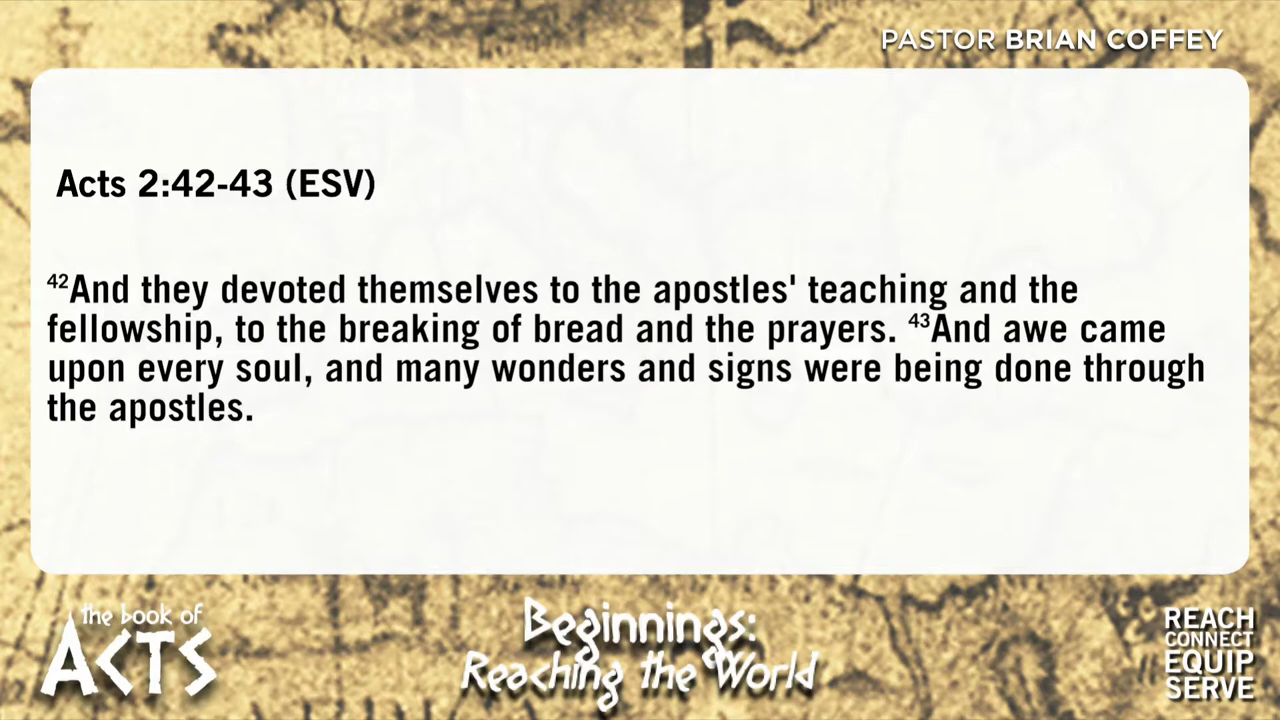 PASTOR BRIAN COFFEY
Acts 2:42-43 (ESV)
⁴²And they devoted themselves to the apostles' teaching and the
fellowship, to the breaking of bread and the prayers. ⁴³And awe came
upon every soul, and many wonders and signs were being done through
the apostles.
the book of
ACTS
Beginnings:
Reaching the World
REACH
CONNECT
EQUIP
SERVE